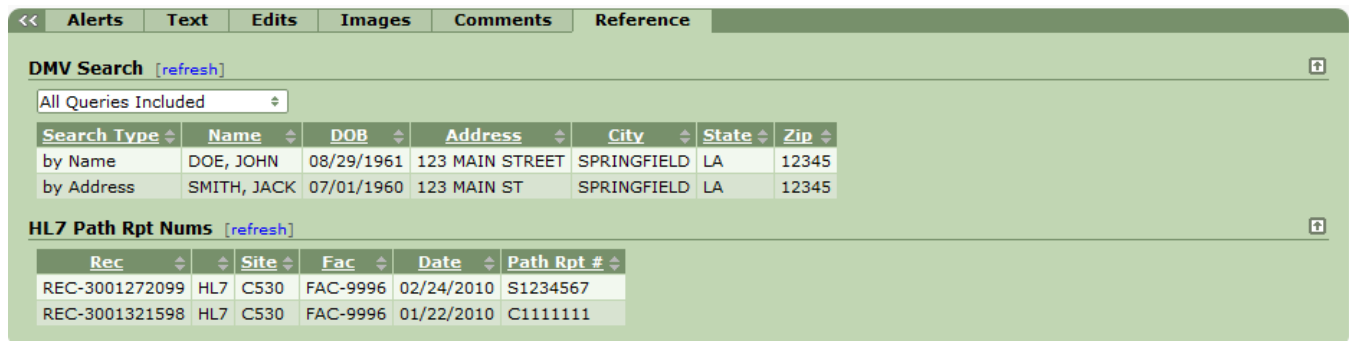 << Alerts Text Edits Images Comments Reference
DMV Search [refresh]
All Queries Included
Search Type Name DOB Address City State Zip
by Name DOE, JOHN 08/29/1961 123 MAIN STREET SPRINGFIELD LA 12345
by Address SMITH, JACK 07/01/1960 123 MAIN ST SPRINGFIELD LA 12345
HL7 Path Rpt Nums [refresh]
Rec Site Fac Date Path Rpt #
REC-3001272099 HL7 C530 FAC-9996 02/24/2010 S1234567
REC-3001321598 HL7 C530 FAC-9996 01/22/2010 C1111111